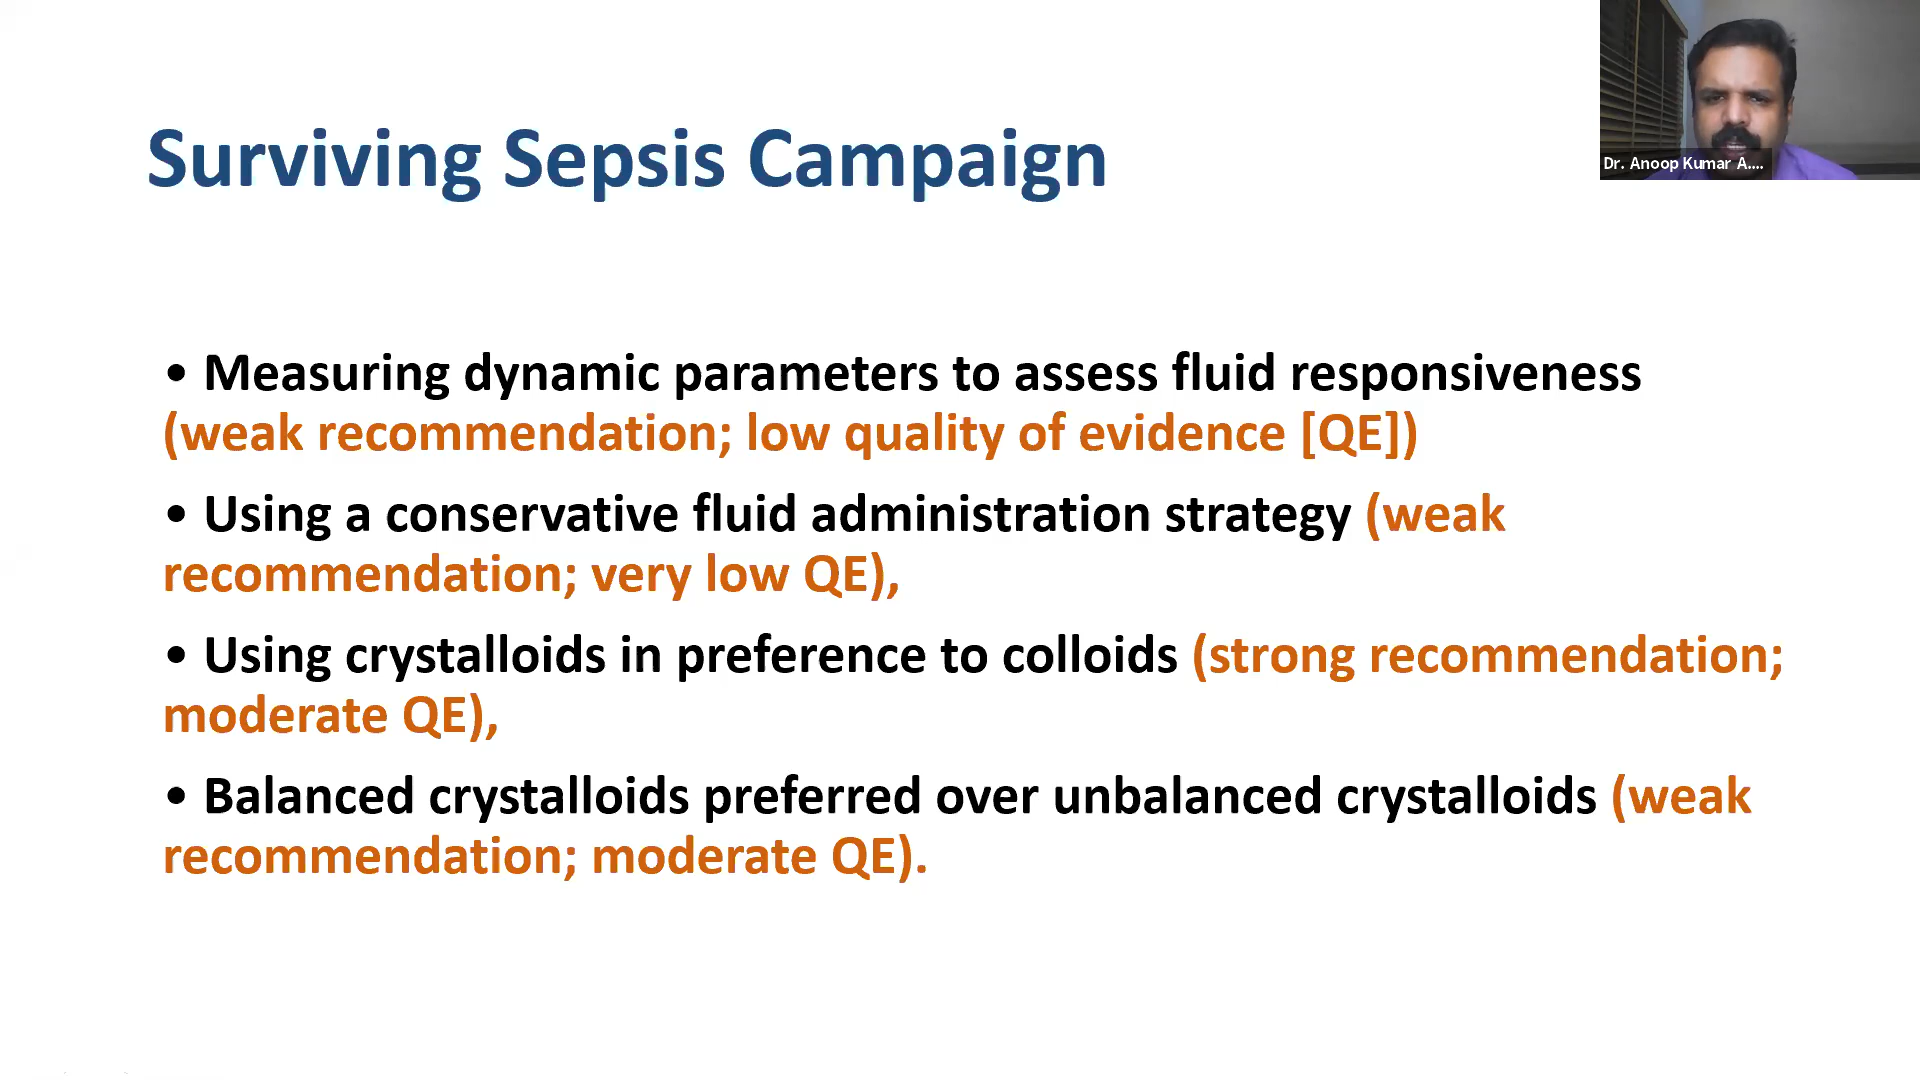 Surviving Sepsis Campaign
Dr. Anoop Kumar A....
• Measuring dynamic parameters to assess fluid responsiveness
(weak recommendation; low quality of evidence [QE])
• Using a conservative fluid administration strategy (weak
recommendation; very low QE),
• Using crystalloids in preference to colloids (strong recommendation;
moderate QE),
• Balanced crystalloids preferred over unbalanced crystalloids (weak
recommendation; moderate QE).